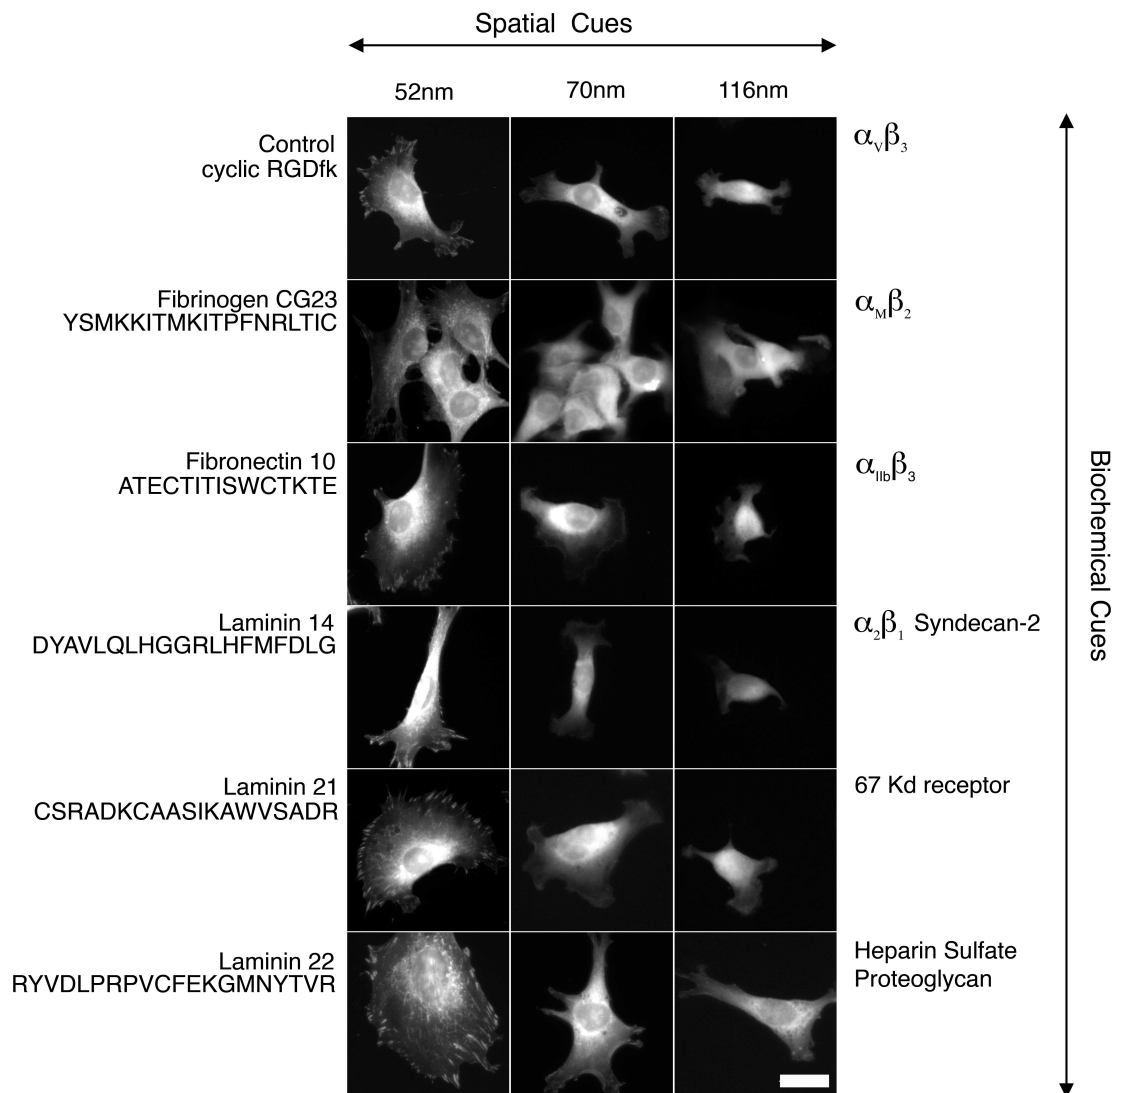 Spatial Cues
52nm 70nm 116nm
Control
cyclic RGDfk
αVβ3
Fibrinogen CG23
YSMKKITMKITPFNRLTIC
αMβ2
Fibronectin 10
ATECTITISWCTKTE
αIIbβ3
Laminin 14
DYAVLQLHGGRLHFMFDLG
α2β1 Syndecan-2
Laminin 21
CSRADKCAASIKAWVSADR
67 Kd receptor
Laminin 22
RYVDLPRPVCFEKGMNYTVR
Heparin Sulfate
Proteoglycan
Biochemical Cues